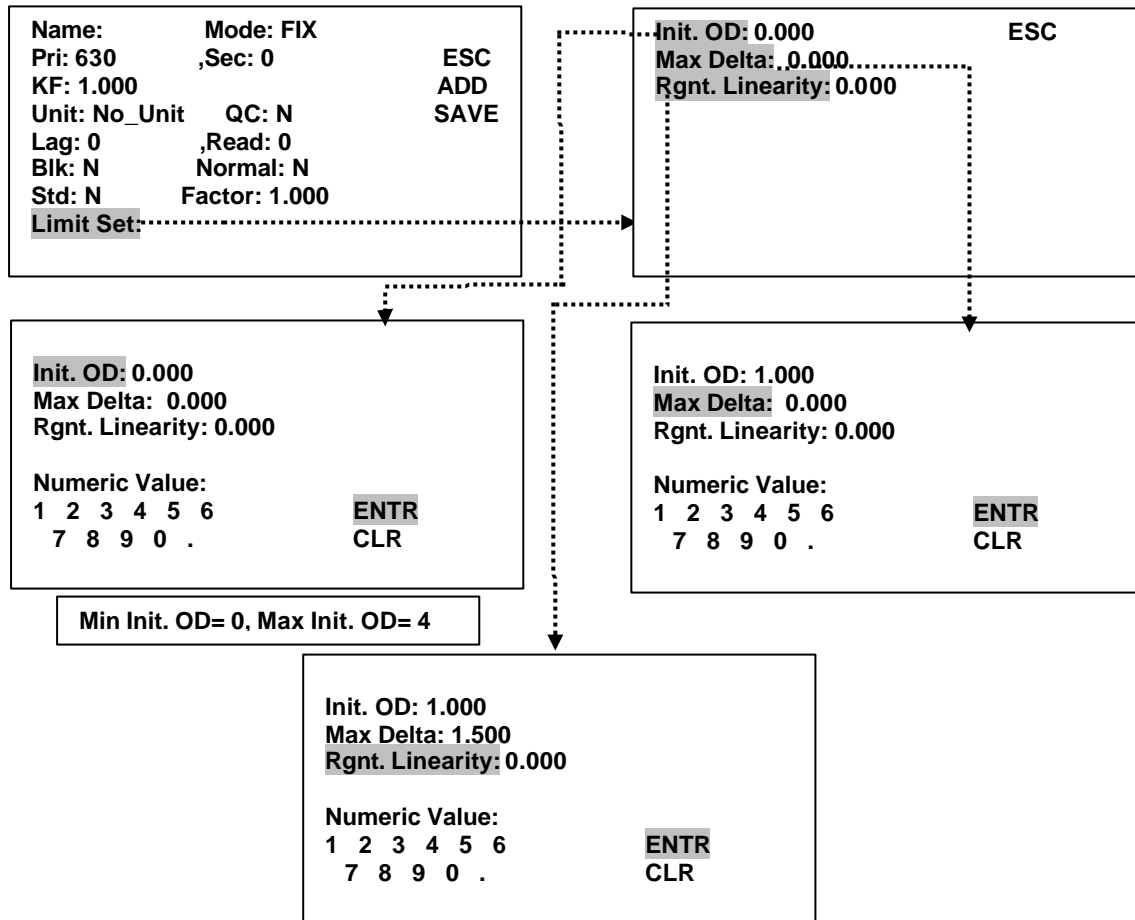 Name: Mode: FIX
Pri: 630 ,Sec: 0 ESC
KF: 1.000 ADD
Unit: No_Unit QC: N SAVE
Lag: 0 ,Read: 0
Blk: N Normal: N
Std: N Factor: 1.000
Limit Set:
Init. OD: 0.000 ESC
Max Delta: 0.000
Rgnt. Linearity: 0.000
Init. OD: 0.000
Max Delta: 0.000
Rgnt. Linearity: 0.000
Numeric Value:
1 2 3 4 5 6 ENTR
7 8 9 0 . CLR
Min Init. OD= 0, Max Init. OD= 4
Init. OD: 1.000
Max Delta: 0.000
Rgnt. Linearity: 0.000
Numeric Value:
1 2 3 4 5 6 ENTR
7 8 9 0 . CLR
Init. OD: 1.000
Max Delta: 1.500
Rgnt. Linearity: 0.000
Numeric Value:
1 2 3 4 5 6 ENTR
7 8 9 0 . CLR